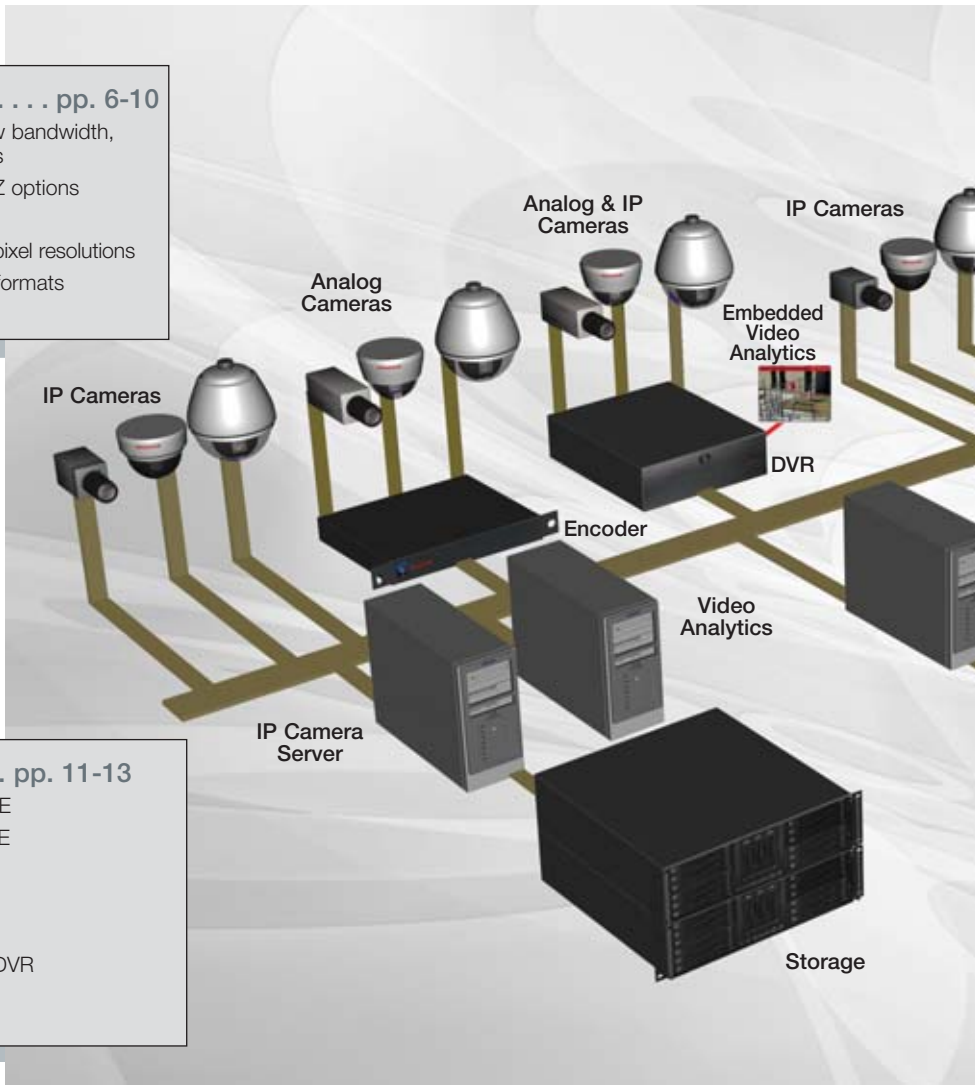 . . . . pp. 6-10
bandwidth,
options
pixel resolutions
formats
Analog & IP
Cameras
IP Cameras
Analog
Cameras
Embedded
Video
Analytics
IP Cameras
DVR
Encoder
Video
Analytics
IP Camera
Server
. pp. 11-13
E
E
DVR
Storage